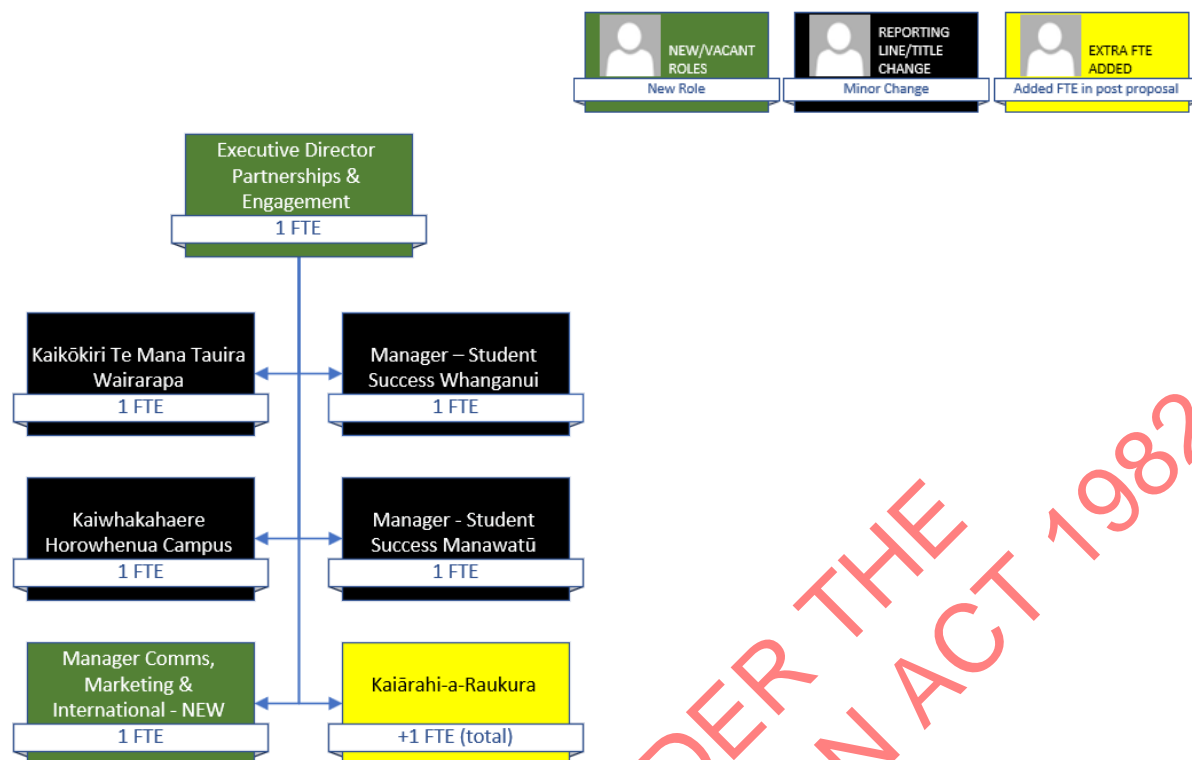 NEW/VACANT
ROLES
New Role
REPORTING
LINE/TITLE
CHANGE
Minor Change
EXTRA FTE
ADDED
Added FTE in post proposal
Executive Director
Partnerships &
Engagement
1 FTE
Kaikōkiri Te Mana Tauira
Wairarapa
1 FTE
Manager – Student
Success Whanganui
1 FTE
Kaiwhakahaere
Horowhenua Campus
1 FTE
Manager - Student
Success Manawatū
1 FTE
Manager Comms,
Marketing &
International - NEW
1 FTE
Kaiārahi-a-Raukura
+1 FTE (total)
DER THE
N ACT 1982